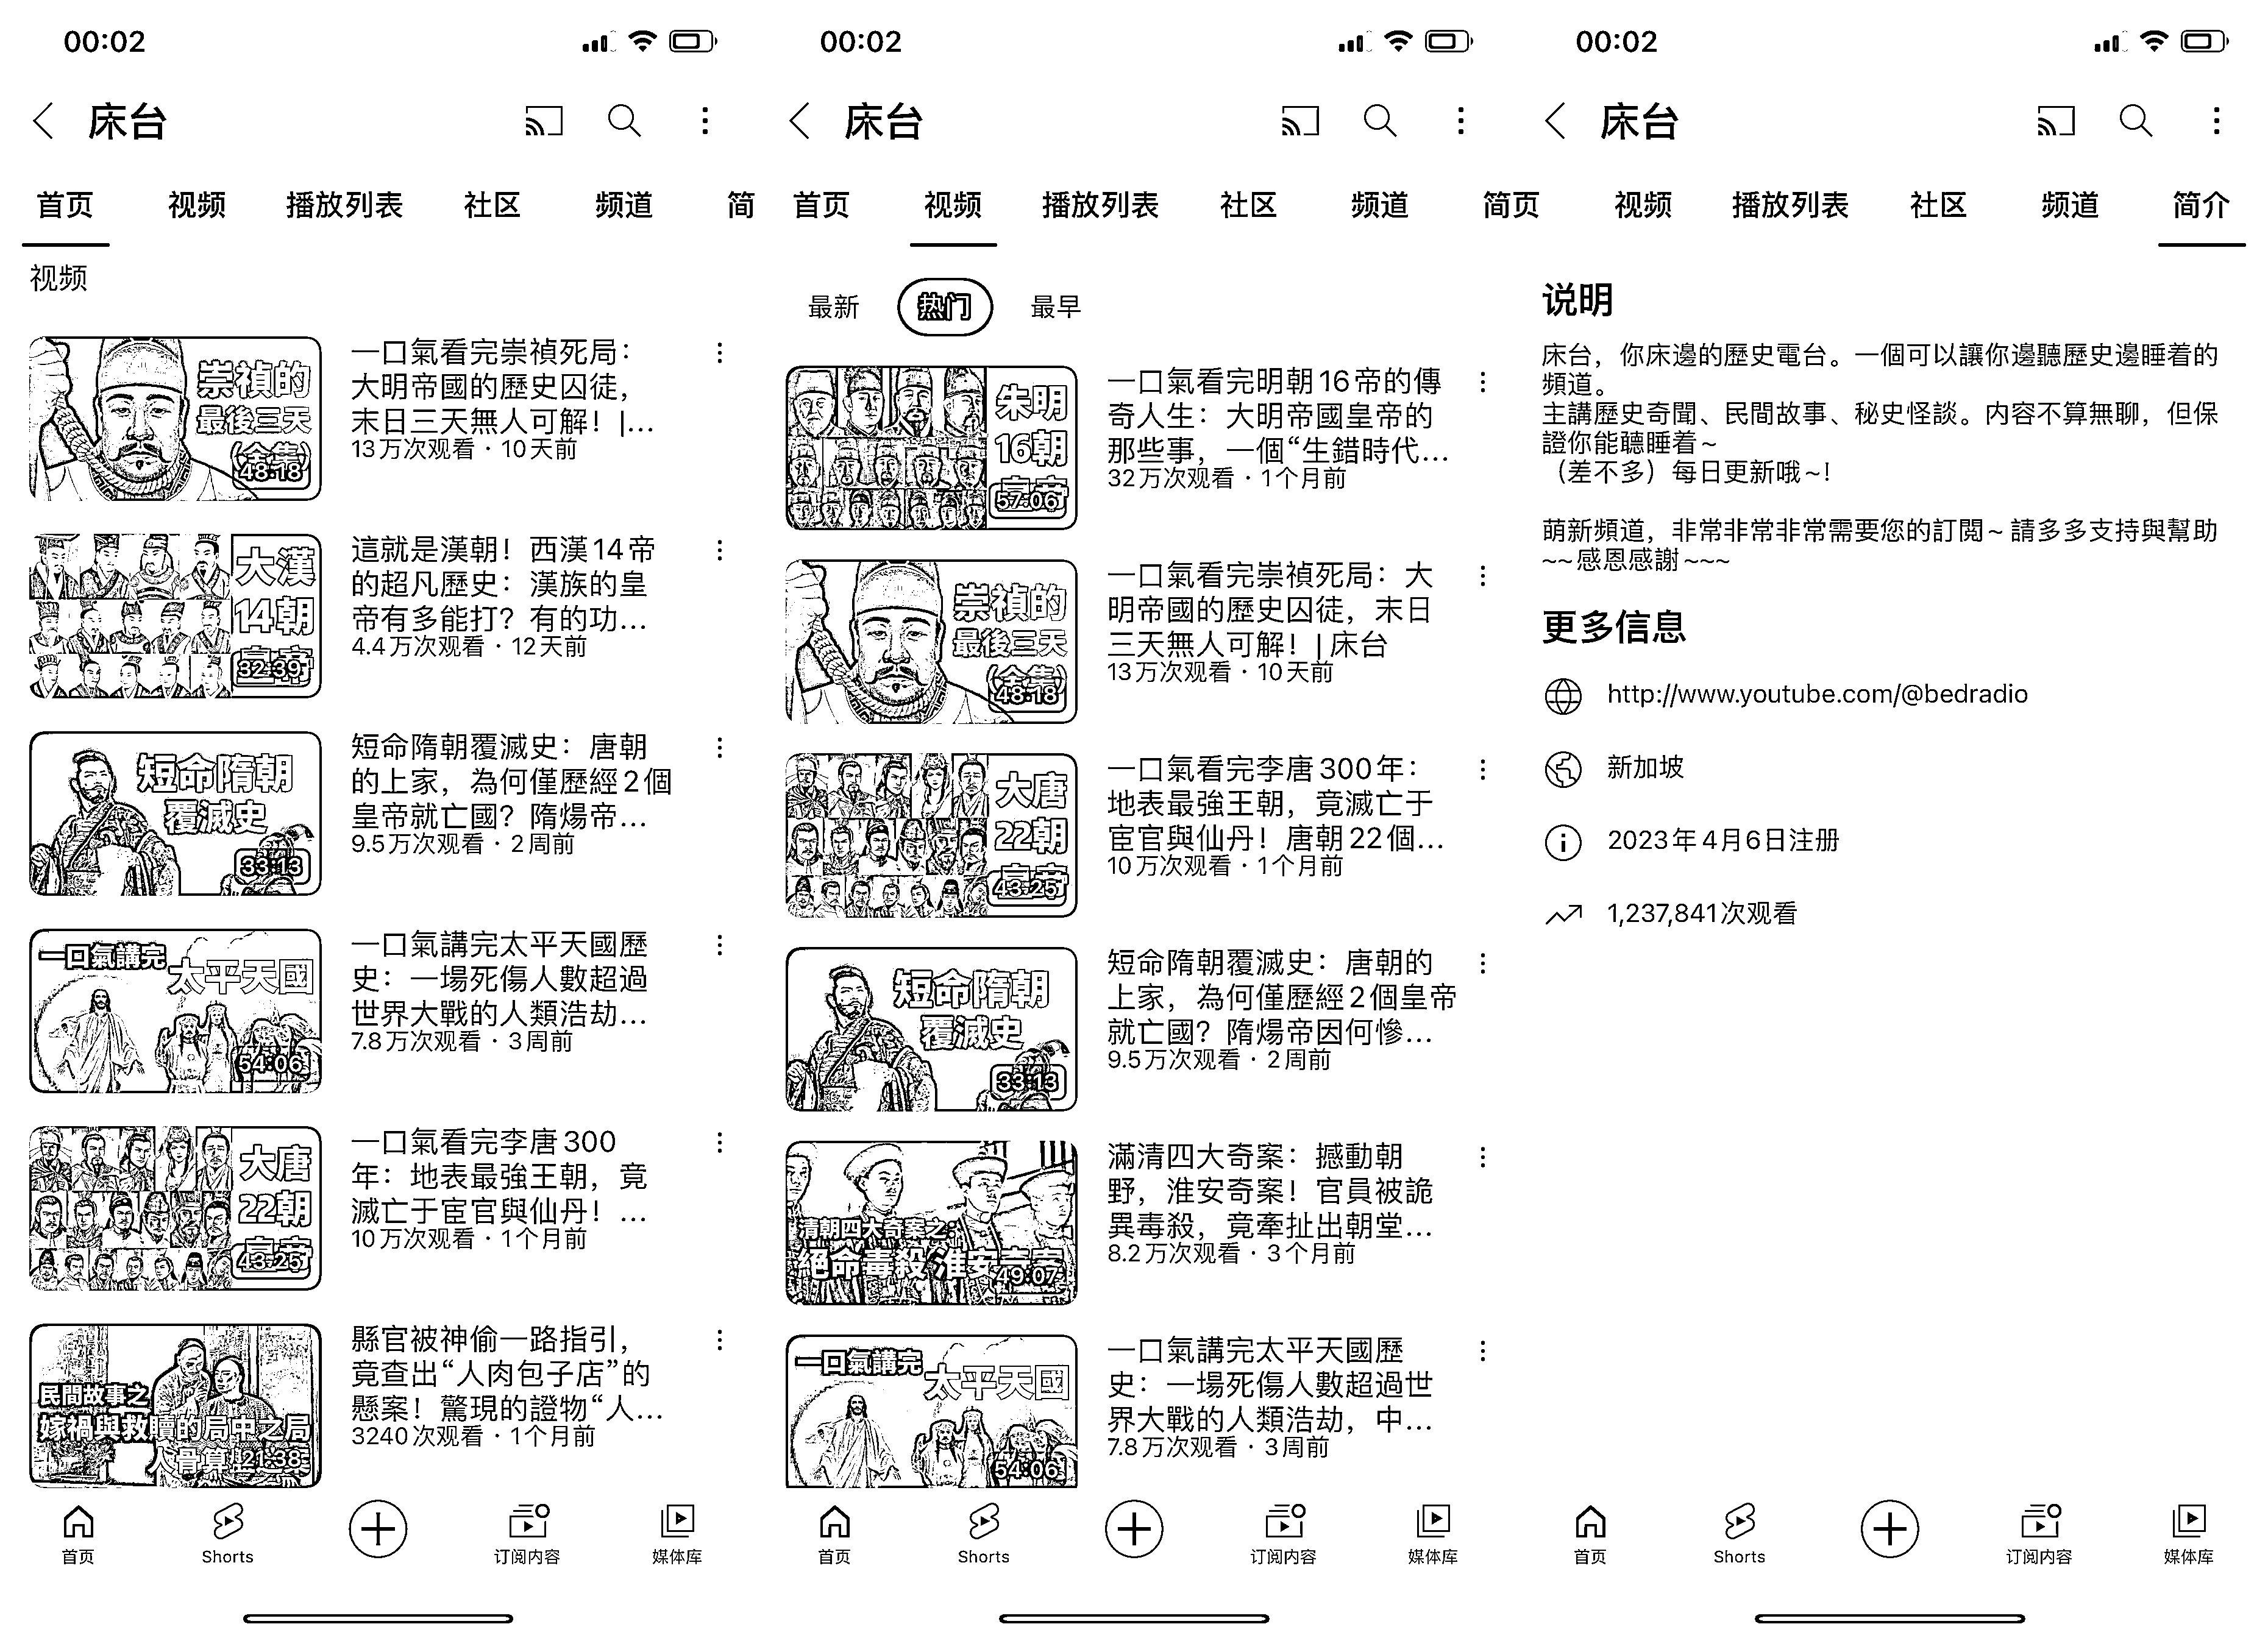 00:02
床台
首页 视频 播放列表 社区 频道 简
视频
崇禎的
最後三天
(全集)
48:18
一口氣看完崇禎死局：
大明帝國的歷史囚徒，
末日三天無人可解！|...
13万次观看 · 10天前
大漢
14朝
皇帝
32:39
這就是漢朝！西漢14帝
的超凡歷史：漢族的皇
帝有多能打？有的功...
4.4万次观看 · 12天前
短命隋朝
覆滅史
33:13
短命隋朝覆滅史：唐朝
的上家，為何僅歷經2個
皇帝就亡國？隋煬帝...
9.5万次观看 · 2周前
一口氣講完
太平天國
54:06
一口氣講完太平天國歷
史：一場死傷人數超過
世界大戰的人類浩劫...
7.8万次观看 · 3周前
大唐
22朝
皇帝
43:25
一口氣看完李唐300
年：地表最強王朝，竟
滅亡于宦官與仙丹！...
10万次观看 · 1个月前
民間故事之
嫁禍與救贖的局中之局
人骨算
21:38
縣官被神偷一路指引，
竟查出“人肉包子店”的
懸案！驚現的證物“人...
3240次观看 · 1个月前
首页 Shorts 订阅内容 媒体库
00:02
床台
首页 视频 播放列表 社区 频道 简
最新 热门 最早
朱明
16朝
皇帝
57:06
一口氣看完明朝16帝的傳
奇人生：大明帝國皇帝的
那些事，一個“生錯時代...
32万次观看 · 1个月前
崇禎的
最後三天
(全集)
48:18
一口氣看完崇禎死局：大
明帝國的歷史囚徒，末日
三天無人可解！| 床台
13万次观看 · 10天前
大唐
22朝
皇帝
43:25
一口氣看完李唐300年：
地表最強王朝，竟滅亡于
宦官與仙丹！唐朝22個...
10万次观看 · 1个月前
短命隋朝
覆滅史
33:13
短命隋朝覆滅史：唐朝的
上家，為何僅歷經2個皇帝
就亡國？隋煬帝因何慘...
9.5万次观看 · 2周前
清朝四大奇案之：
絕命毒殺 淮安奇案
49:07
滿清四大奇案：撼動朝
野，淮安奇案！官員被詭
異毒殺，竟牽扯出朝堂...
8.2万次观看 · 3个月前
一口氣講完
太平天國
54:06
一口氣講完太平天國歷
史：一場死傷人數超過世
界大戰的人類浩劫，中...
7.8万次观看 · 3周前
首页 Shorts 订阅内容 媒体库
00:02
床台
页 视频 播放列表 社区 频道 简介
说明
床台，你床邊的歷史電台。一個可以讓你邊聽歷史邊睡着的
頻道。
主講歷史奇聞、民間故事、秘史怪談。内容不算無聊，但保
證你能聽睡着~
（差不多）每日更新哦~!
萌新頻道，非常非常非常需要您的訂閱~請多多支持與幫助
~~感恩感謝~~~
更多信息
http://www.youtube.com/@bedradio
新加坡
2023年4月6日注册
1,237,841次观看
首页 Shorts 订阅内容 媒体库